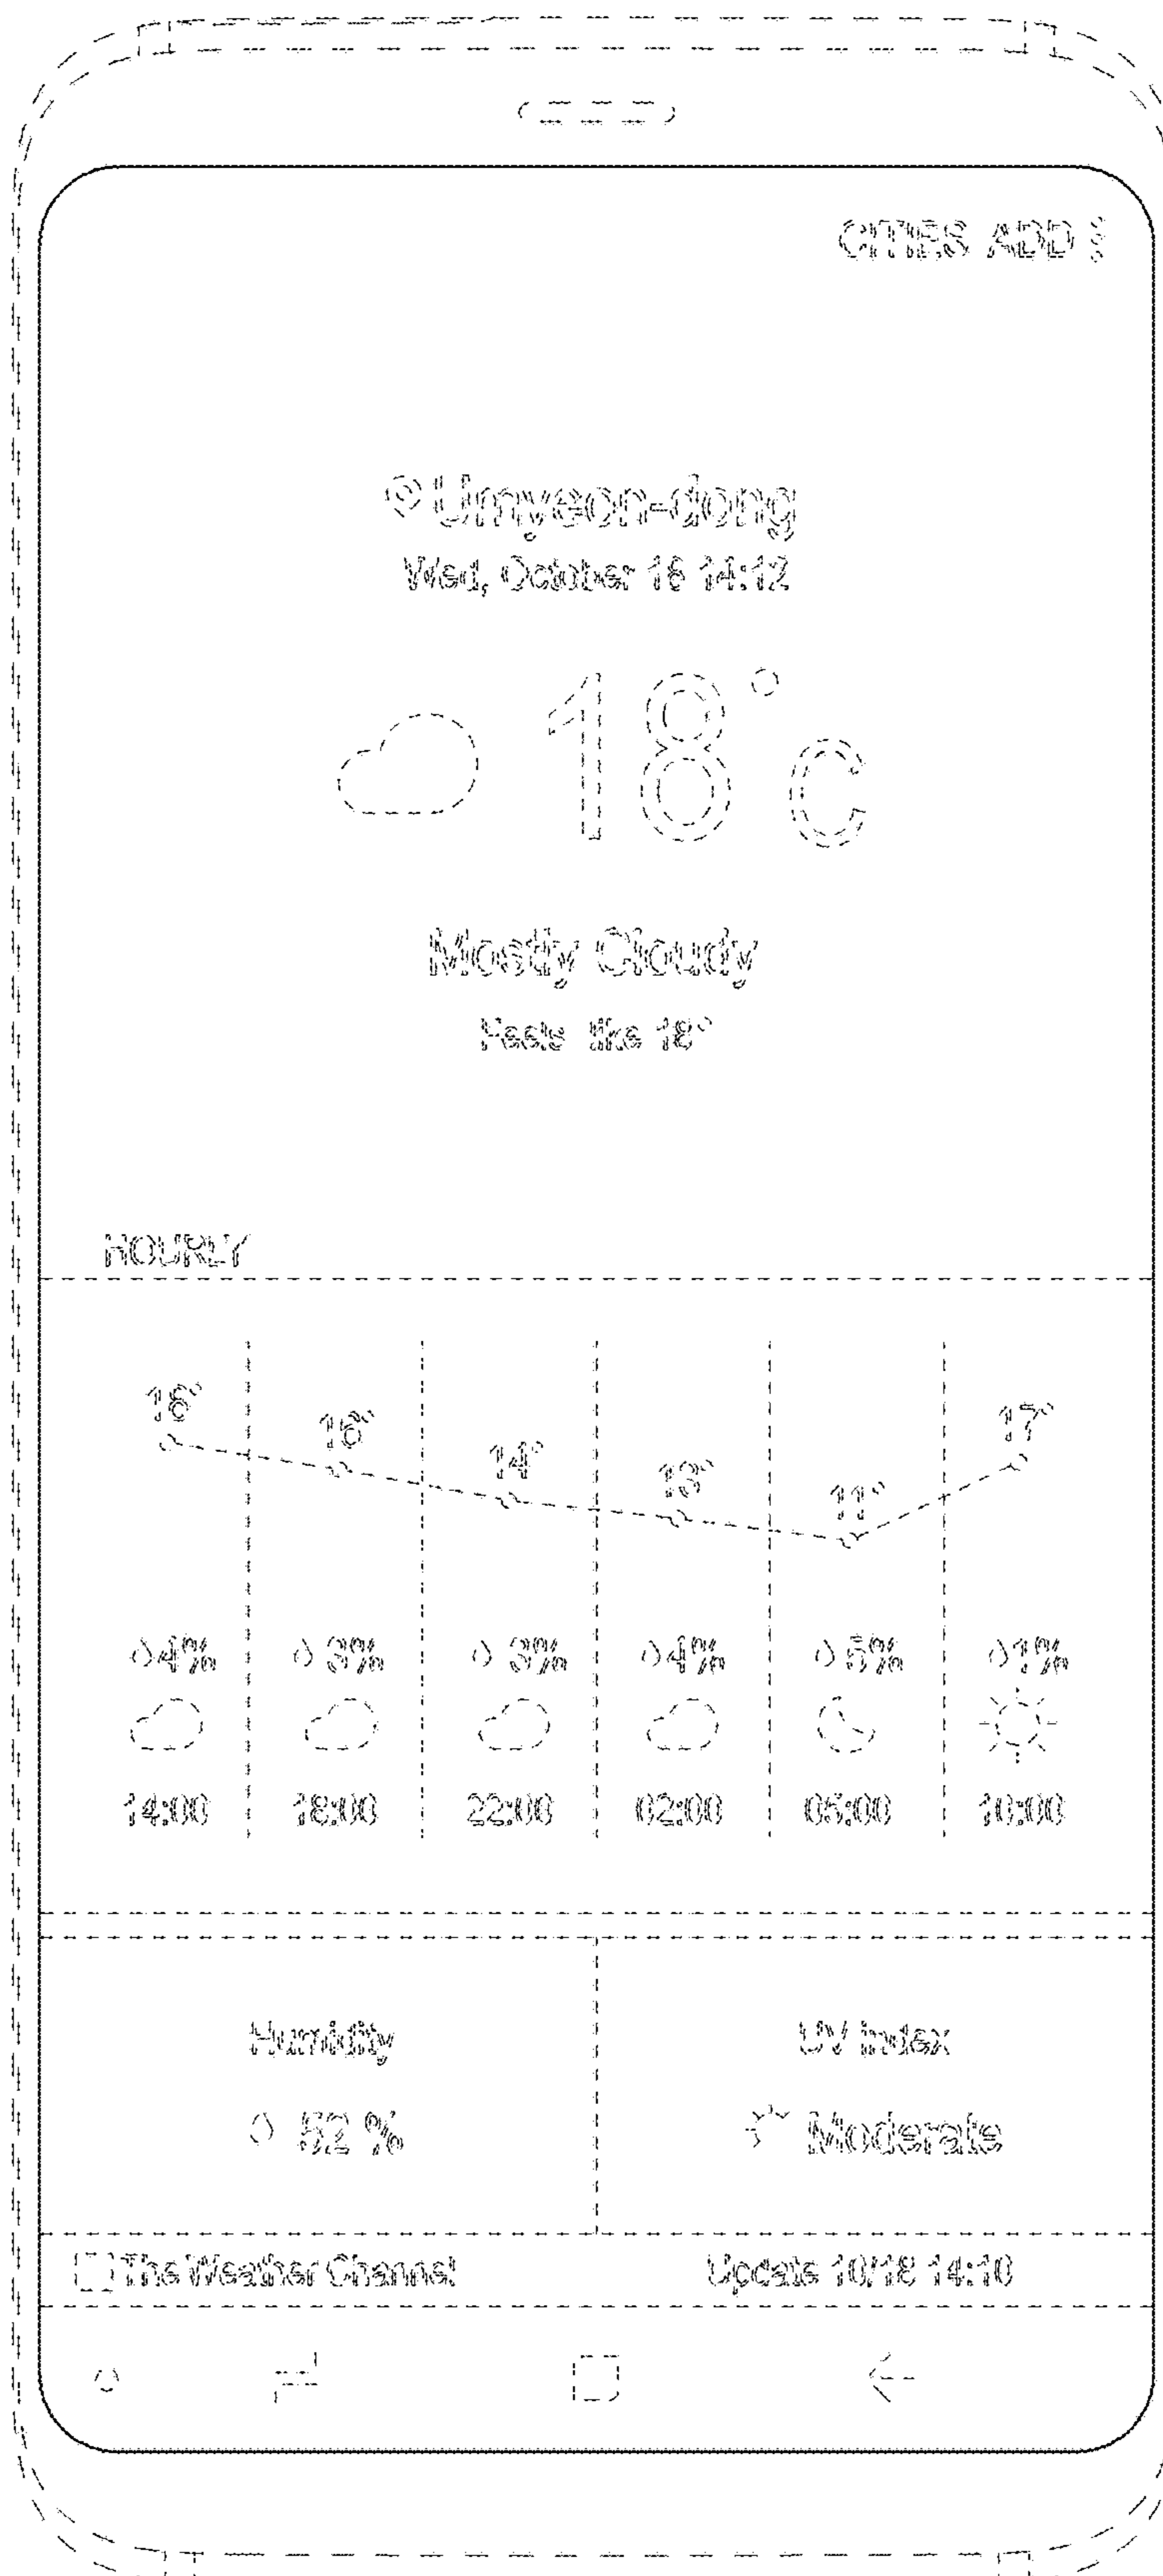 CITIES ADD
Umyeon-dong
Wed, October 18 14:12
18°C
Mostly Cloudy
Feels like 18°
HOURLY
18° 16° 14° 13° 11° 17°
4% 3% 3% 4% 5% 1%
14:00 18:00 22:00 02:00 05:00 10:00
Humidity UV index
52 % Moderate
The Weather Channel Update 10/18 14:10